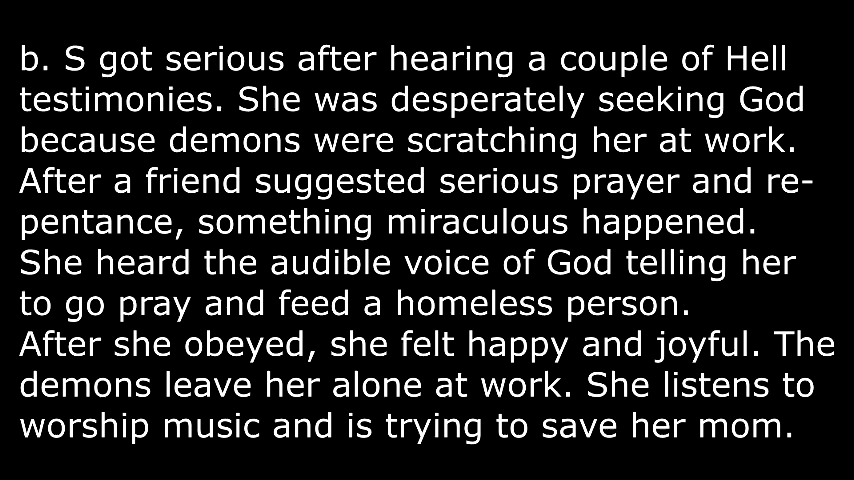 b. S got serious after hearing a couple of Hell
testimonies. She was desperately seeking God
because demons were scratching her at work.
After a friend suggested serious prayer and re-
pentance, something miraculous happened.
She heard the audible voice of God telling her
to go pray and feed a homeless person.
After she obeyed, she felt happy and joyful. The
demons leave her alone at work. She listens to
worship music and is trying to save her mom.